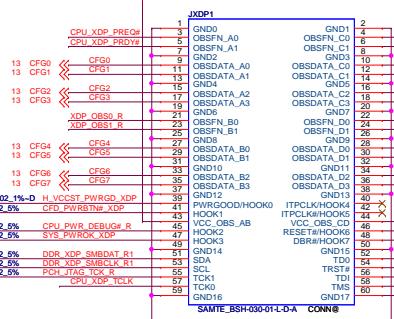 JXDP1
1 GND0 GND1 2
CPU_XDP_PREQ# 3 OBSFN_A0 OBSFN_C0 4
CPU_XDP_PRDY# 5 OBSFN_A1 OBSFN_C1 6
7 GND2 GND3 8
13 CFG0 CFG0 9 OBSDATA_A0 OBSDATA_C0 10
13 CFG1 CFG1 11 OBSDATA_A1 OBSDATA_C1 12
13 GND4 GND5 14
13 CFG2 CFG2 15 OBSDATA_A2 OBSDATA_C2 16
13 CFG3 CFG3 17 OBSDATA_A3 OBSDATA_C3 18
19 GND6 GND7 20
XDP_OBS0_R 21 OBSFN_B0 OBSFN_D0 22
XDP_OBS1_R 23 OBSFN_B1 OBSFN_D1 24
25 GND8 GND9 26
13 CFG4 CFG4 27 OBSDATA_B0 OBSDATA_D0 28
13 CFG5 CFG5 29 OBSDATA_B1 OBSDATA_D1 30
31 GND10 GND11 32
13 CFG6 CFG6 33 OBSDATA_B2 OBSDATA_D2 34
13 CFG7 CFG7 35 OBSDATA_B3 OBSDATA_D3 36
37 GND12 GND13 38
02_1%~D H_VCCST_PWRGD_XDP 39 PWRGOOD/HOOK0 ITPCLK/HOOK4 40
2_5% CFD_PWRBTN#_XDP 41 HOOK1 ITPCLK#/HOOK5 42
43 VCC_OBS_AB VCC_OBS_CD 44
2_5% CPU_PWR_DEBUG#_R 45 HOOK2 RESET#/HOOK6 46
2_5% SYS_PWROK_XDP 47 HOOK3 DBR#/HOOK7 48
49 GND14 GND15 50
2_5% DDR_XDP_SMBDAT_R1 51 SDA TD0 52
2_5% DDR_XDP_SMBCLK_R1 53 SCL TRST# 54
2_5% PCH_JTAG_TCK_R 55 TCK1 TDI 56
CPU_XDP_TCLK 57 TCK0 TMS 58
59 GND16 GND17 60
SAMTE_BSH-030-01-L-D-A CONN@